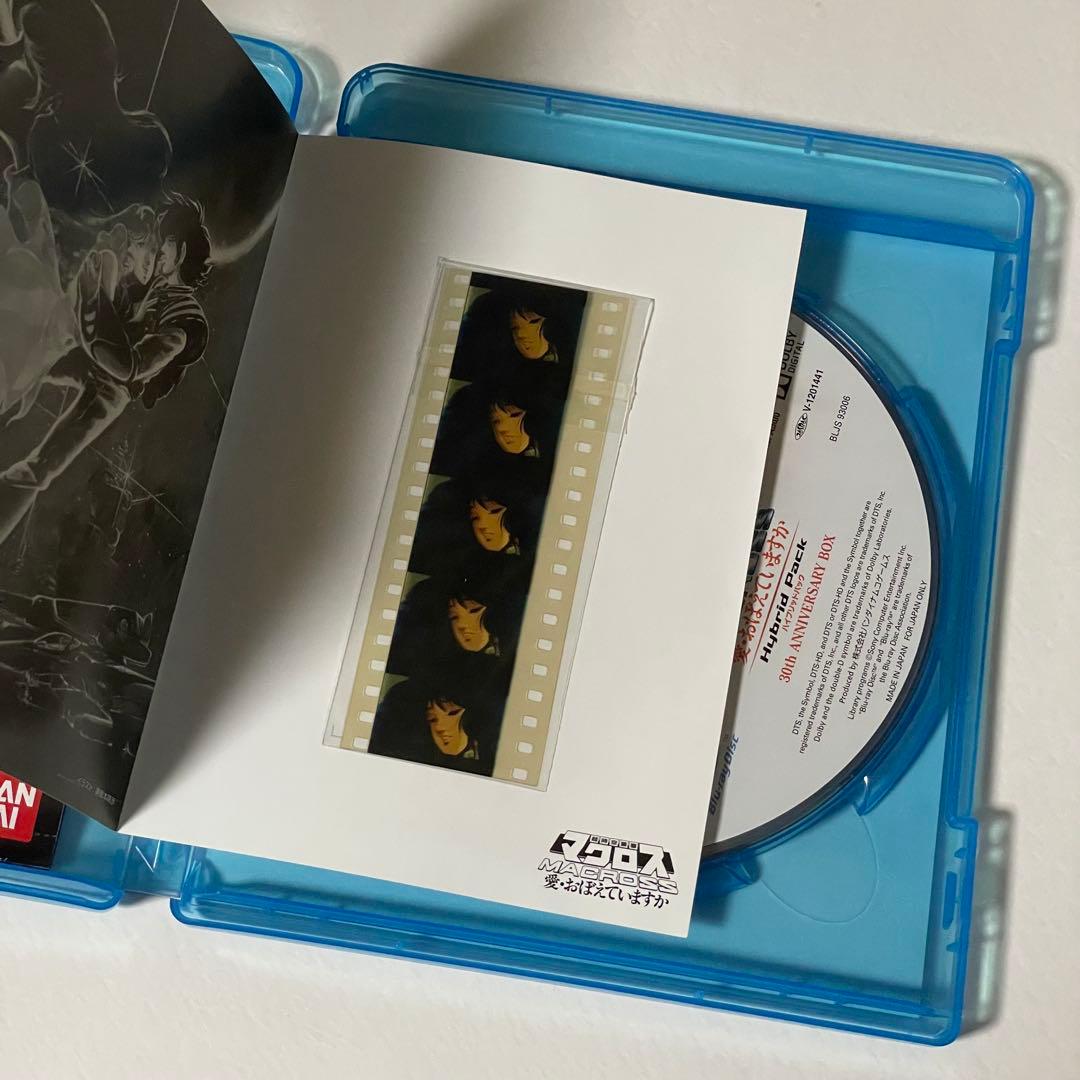 AN
AI
超時空要塞
マクロス
MACROSS
愛・おぼえていますか
DOLBY
DIGITAL
V-1201441
BLJS 93006
愛・おぼえていますか
Hybrid Pack
ハイブリッドパック
30th ANNIVERSARY BOX
DTS, the Symbol, DTS-HD, and DTS or DTS-HD and the Symbol together are
registered trademarks of DTS, Inc., and all other DTS logos are trademarks of DTS, Inc.
Dolby and the double-D symbol are trademarks of Dolby Laboratories.
Produced by 株式会社バンダイナムコゲームス
Library programs ©Sony Computer Entertainment Inc.
"Blu-ray Disc™" and "Blu-ray™" are trademarks of
the Blu-ray Disc Association.
MADE IN JAPAN FOR JAPAN ONLY
Blu-ray Disc™